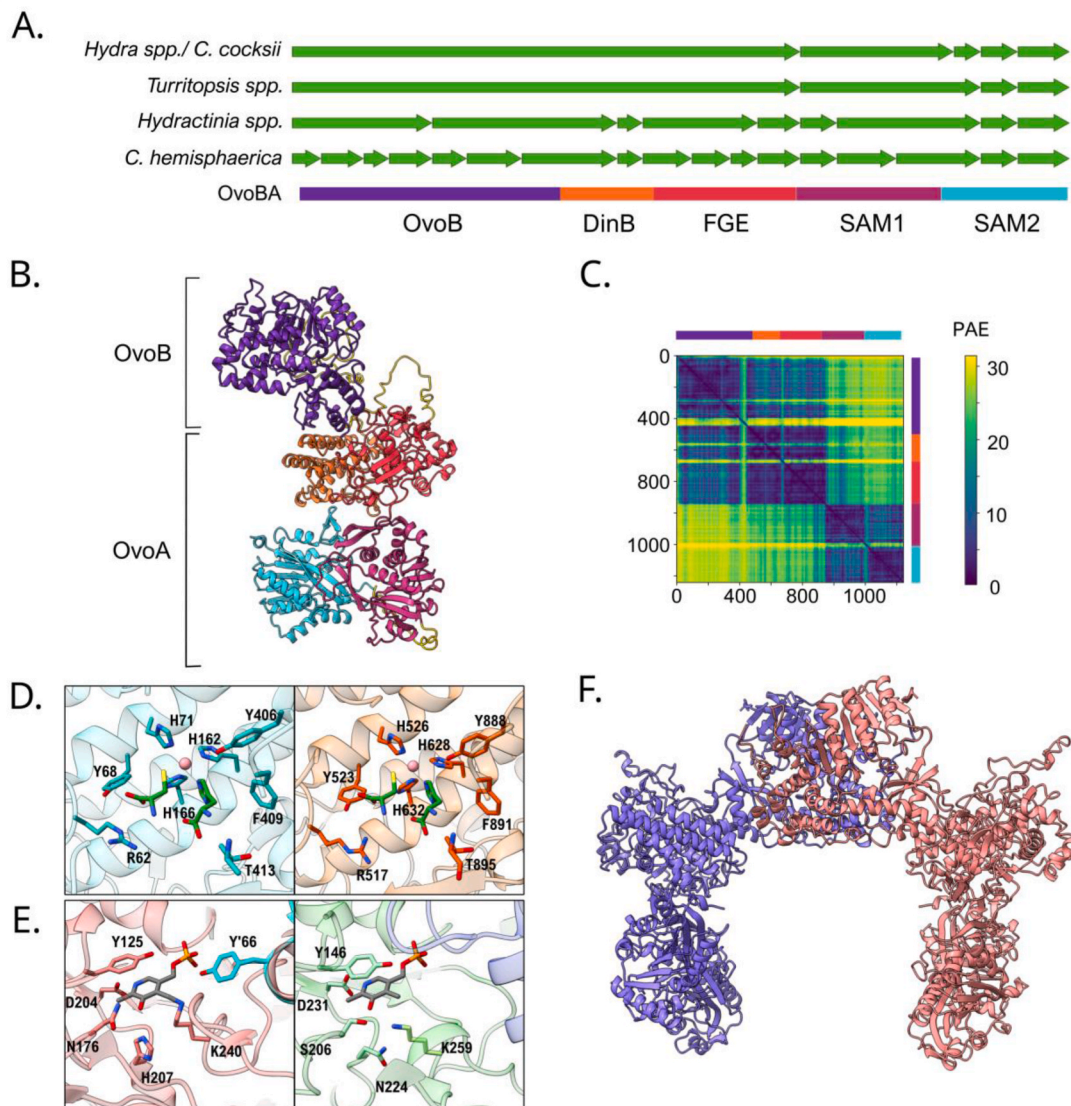 A.
Hydra spp./ C. cocksii
Turritopsis spp.
Hydractinia spp.
C. hemisphaerica
OvoBA
OvoB DinB FGE SAM1 SAM2
B.
OvoB
OvoA
C.
PAE
0 400 800 1000
0 400 800 1000
30
20
10
0
D.
H71 Y406
H162
Y68
H166
F409
R62
T413
H526 Y888
H628
Y523
H632
F891
R517
T895
E.
Y125 Y'66
D204
N176
K240
H207
Y146
D231
S206
K259
N224
F.